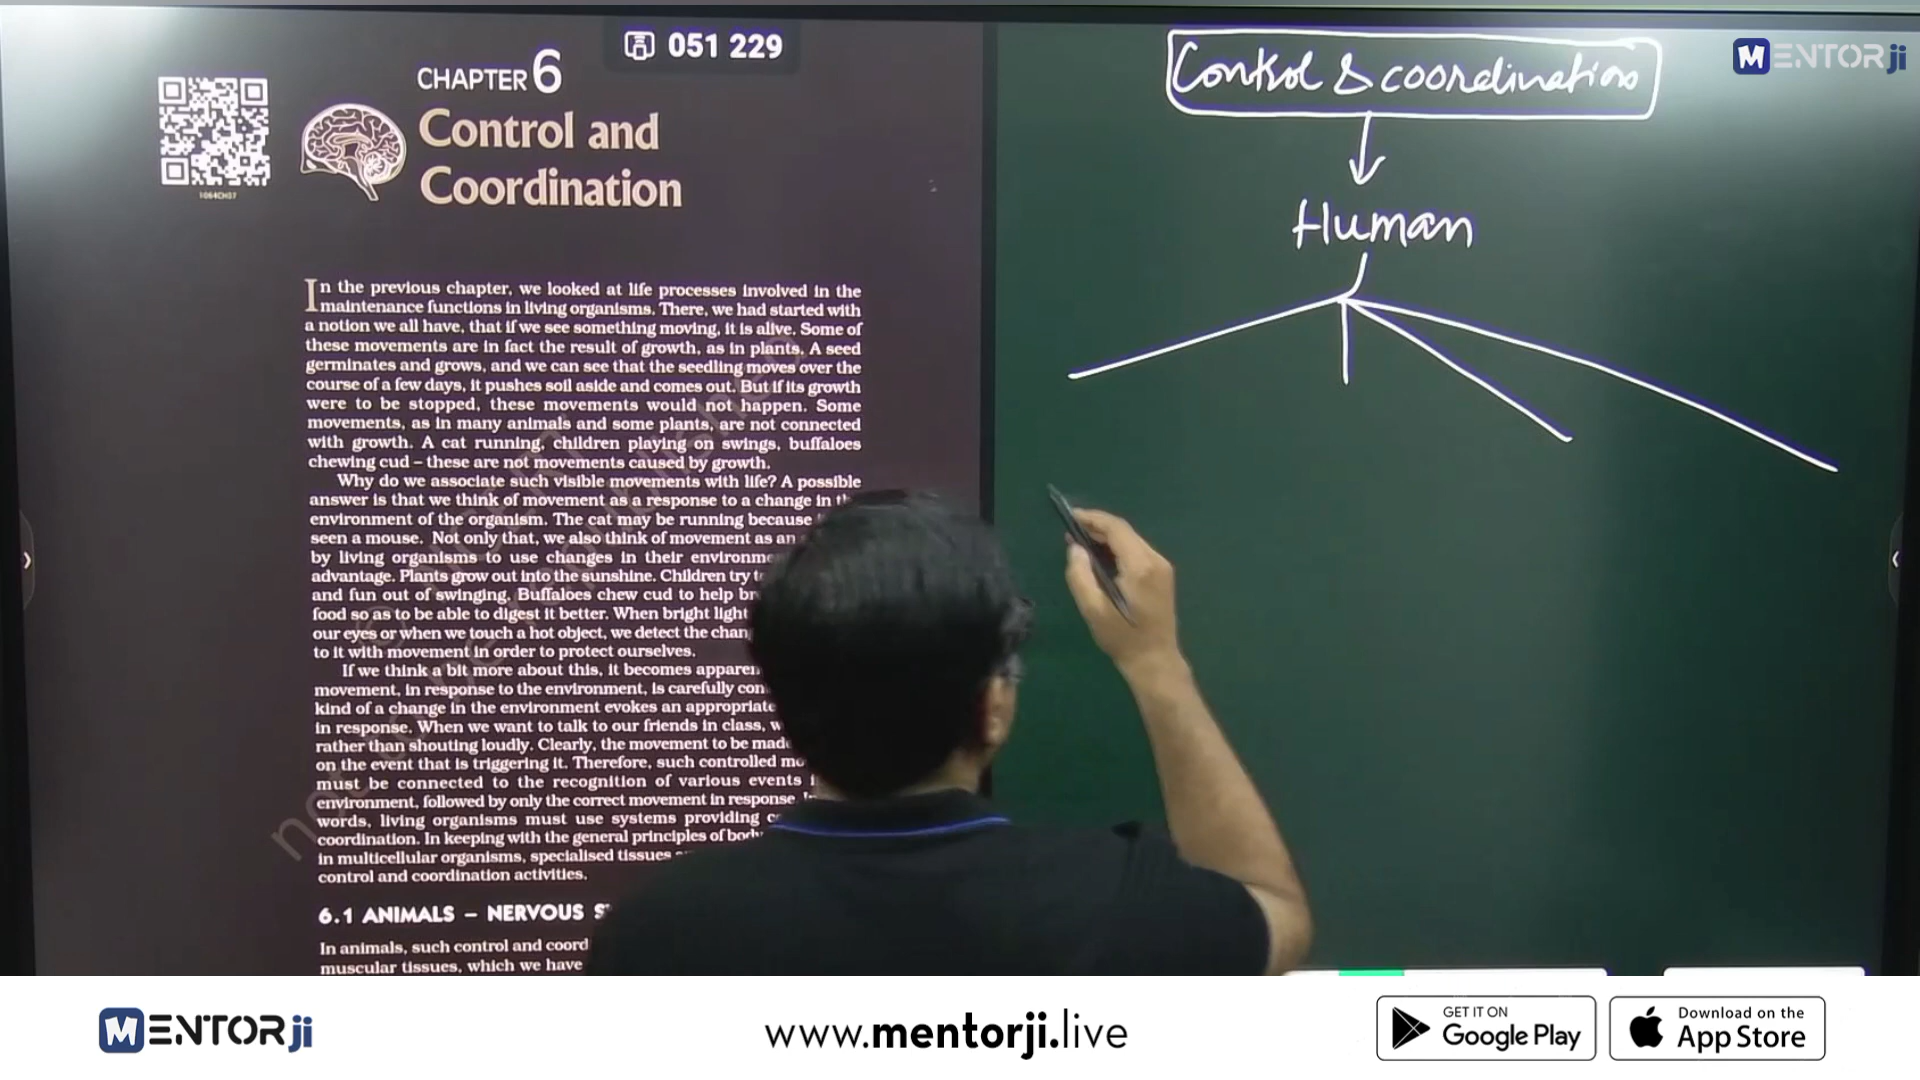 051 229
CHAPTER 6
Control and
Coordination
1064CH07
In the previous chapter, we looked at life processes involved in the
maintenance functions in living organisms. There, we had started with
a notion we all have, that if we see something moving, it is alive. Some of
these movements are in fact the result of growth, as in plants. A seed
germinates and grows, and we can see that the seedling moves over the
course of a few days, it pushes soil aside and comes out. But if its growth
were to be stopped, these movements would not happen. Some
movements, as in many animals and some plants, are not connected
with growth. A cat running, children playing on swings, buffaloes
chewing cud – these are not movements caused by growth.
Why do we associate such visible movements with life? A possible
answer is that we think of movement as a response to a change in
environment of the organism. The cat may be running because
seen a mouse. Not only that, we also think of movement as an
by living organisms to use changes in their
advantage. Plants grow out into the sunshine. Children try
and fun out of swinging. Buffaloes chew cud to help
food so as to be able to digest it better. When bright light
our eyes or when we touch a hot object, we detect the
to it with movement in order to protect ourselves.
If we think a bit more about this, it becomes
movement, in response to the environment, is carefully
kind of a change in the environment evokes an appropriate
in response. When we want to talk to our friends in class,
rather than shouting loudly. Clearly, the movement to be made
on the event that is triggering it. Therefore, such controlled
must be connected to the recognition of various events
environment, followed by only the correct movement in response.
words, living organisms must use systems providing
coordination. In keeping with the general principles of body
in multicellular organisms, specialised tissues
control and coordination activities.
6.1 ANIMALS – NERVOUS
In animals, such control and
muscular tissues, which we have
Control & coordination
Human
MENTORji
MENTORji
www.mentorji.live
GET IT ON
Google Play
Download on the
App Store